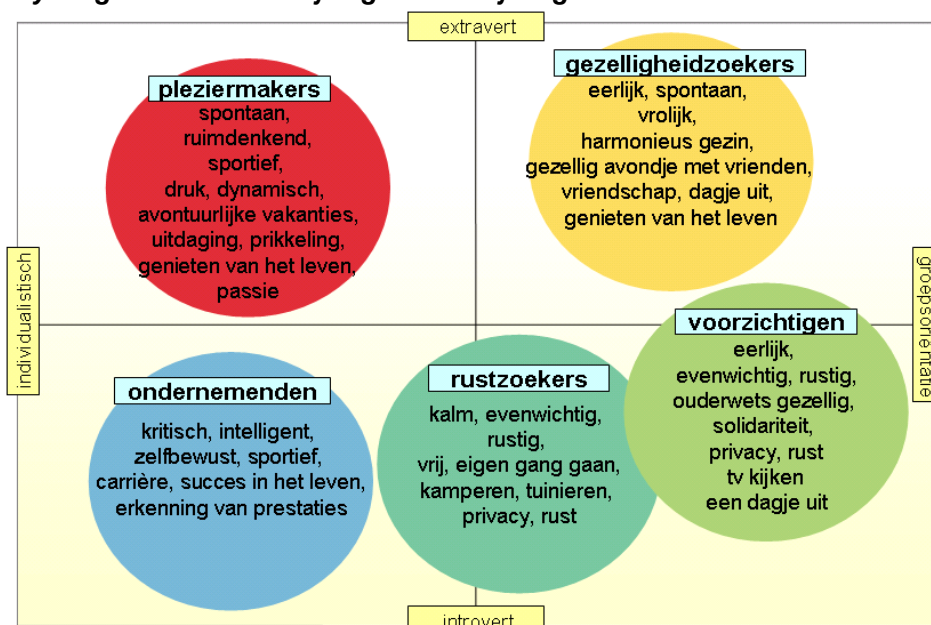 extravert
pleziermakers
spontaan,
ruimdenkend,
sportief,
druk, dynamisch,
avontuurlijke vakanties,
uitdaging, prikkeling,
genieten van het leven,
passie
gezelligheidzoekers
eerlijk, spontaan,
vrolijk,
harmonieus gezin,
gezellig avondje met vrienden,
vriendschap, dagje uit,
genieten van het leven
individualistisch
groepsorientatie
ondernemenden
kritisch, intelligent,
zelfbewust, sportief,
carrière, succes in het leven,
erkenning van prestaties
rustzoekers
kalm, evenwichtig,
rustig,
vrij, eigen gang gaan,
kamperen, tuinieren,
privacy, rust
voorzichtigen
eerlijk,
evenwichtig, rustig,
ouderwets gezellig,
solidariteit,
privacy, rust
tv kijken
een dagje uit
introvert